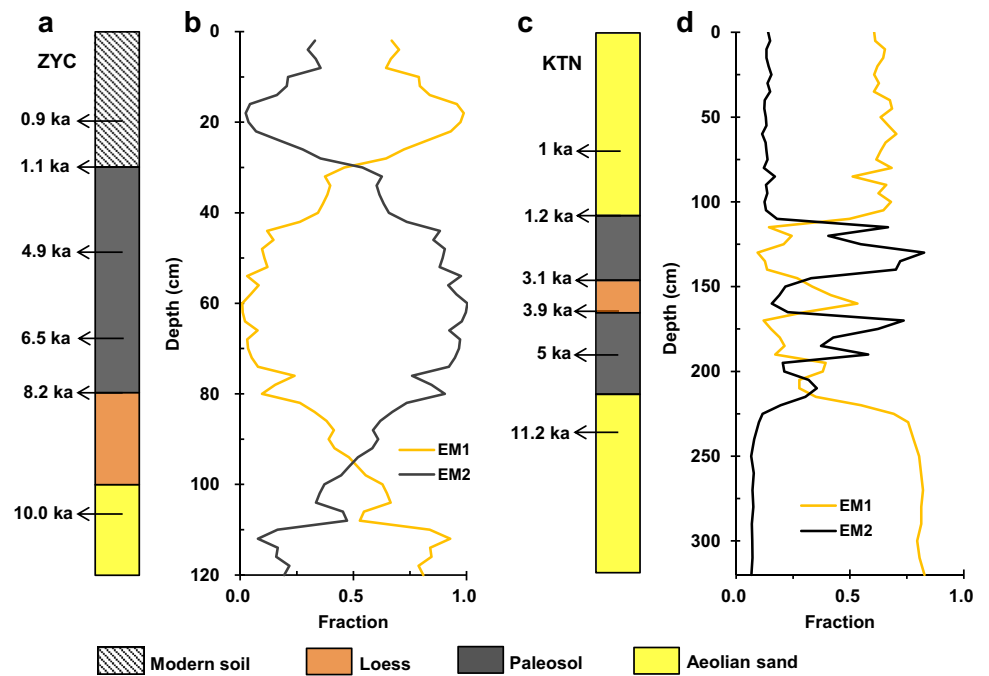 a
ZYC
0.9 ka
1.1 ka
4.9 ka
6.5 ka
8.2 ka
10.0 ka
b
0
20
40
60
80
100
120
Depth (cm)
EM1
EM2
0.0
0.5
1.0
Fraction
c
KTN
1 ka
1.2 ka
3.1 ka
3.9 ka
5 ka
11.2 ka
d
0
50
100
150
200
250
300
Depth (cm)
EM1
EM2
0.0
0.5
1.0
Fraction
Modern soil
Loess
Paleosol
Aeolian sand